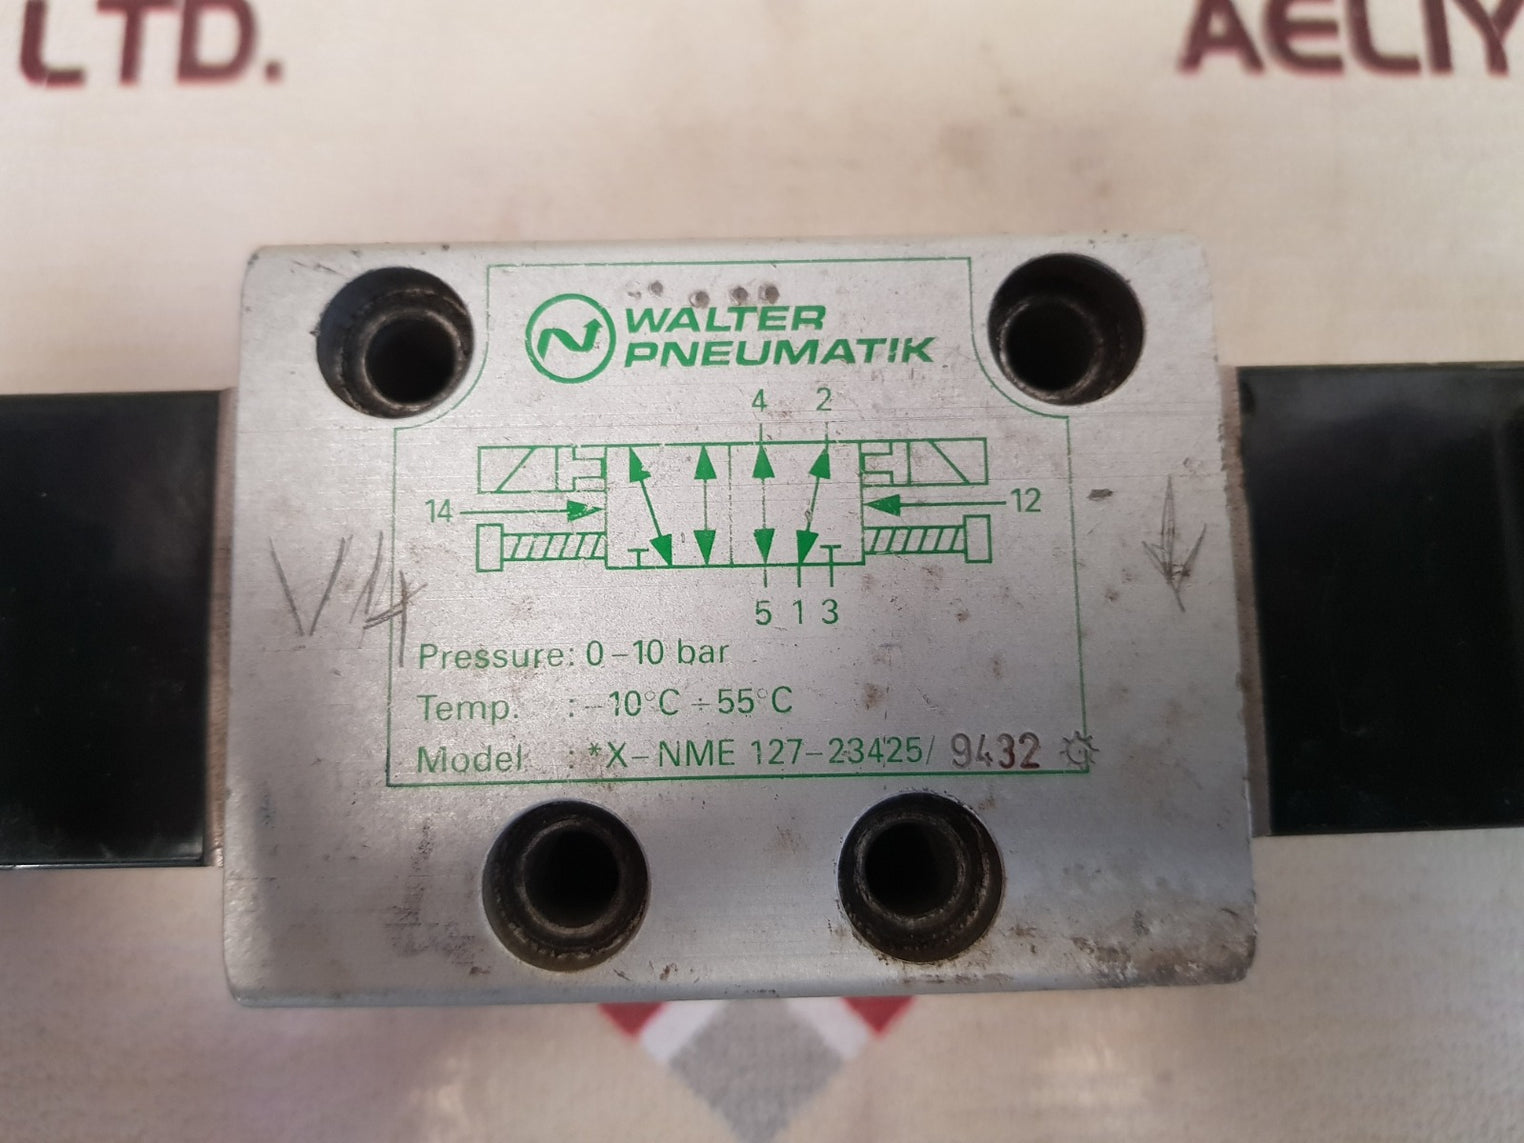 LTD. AELIY
WALTER
PNEUMATIK
4 2
14 12
5 1 3
V14
Pressure: 0-10 bar
Temp. : -10°C ÷ 55°C
Model : *X-NME 127-23425/ 9432